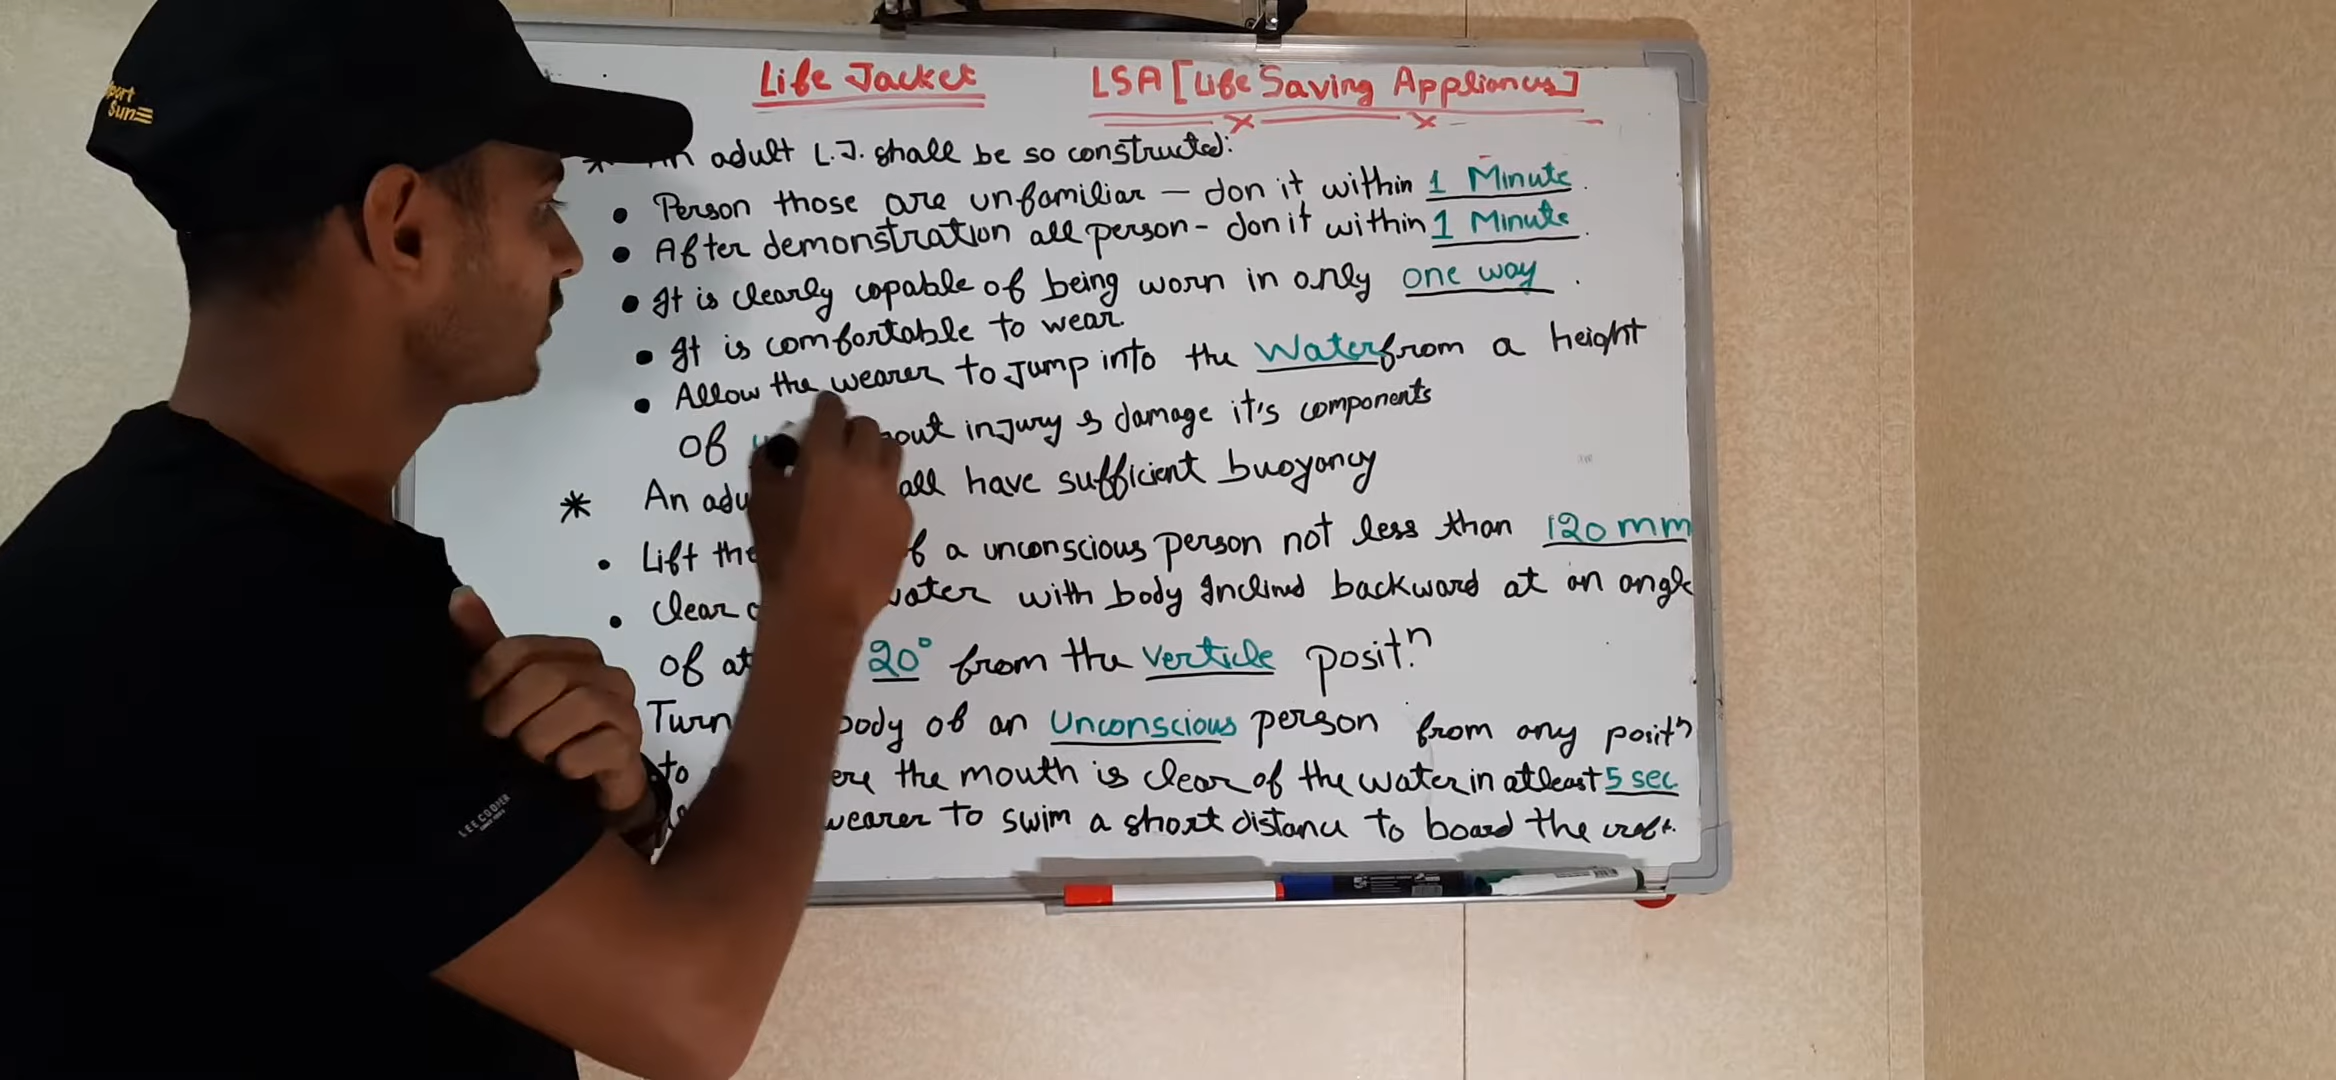 Life Jacket
LSA [Life Saving Appliances]
* An adult L.J. shall be so constructed:
• Person those are unfamiliar — don it within 1 Minute.
• After demonstration all person - don it within 1 Minute.
• It is clearly capable of being worn in only one way.
• It is comfortable to wear.
• Allow the wearer to jump into the Water from a height
of out injury & damage it's components
* An adu all have sufficient buoyancy
• Lift the of a unconscious person not less than 120 mm
• Clear water with body Inclined backward at an angle
of at 20° from the verticle positn
Turn body of an Unconscious person from any positn
to ere the mouth is clear of the water in atleast 5 sec
wearer to swim a short distance to board the craft.
Sport
Sun
LEE COOPER